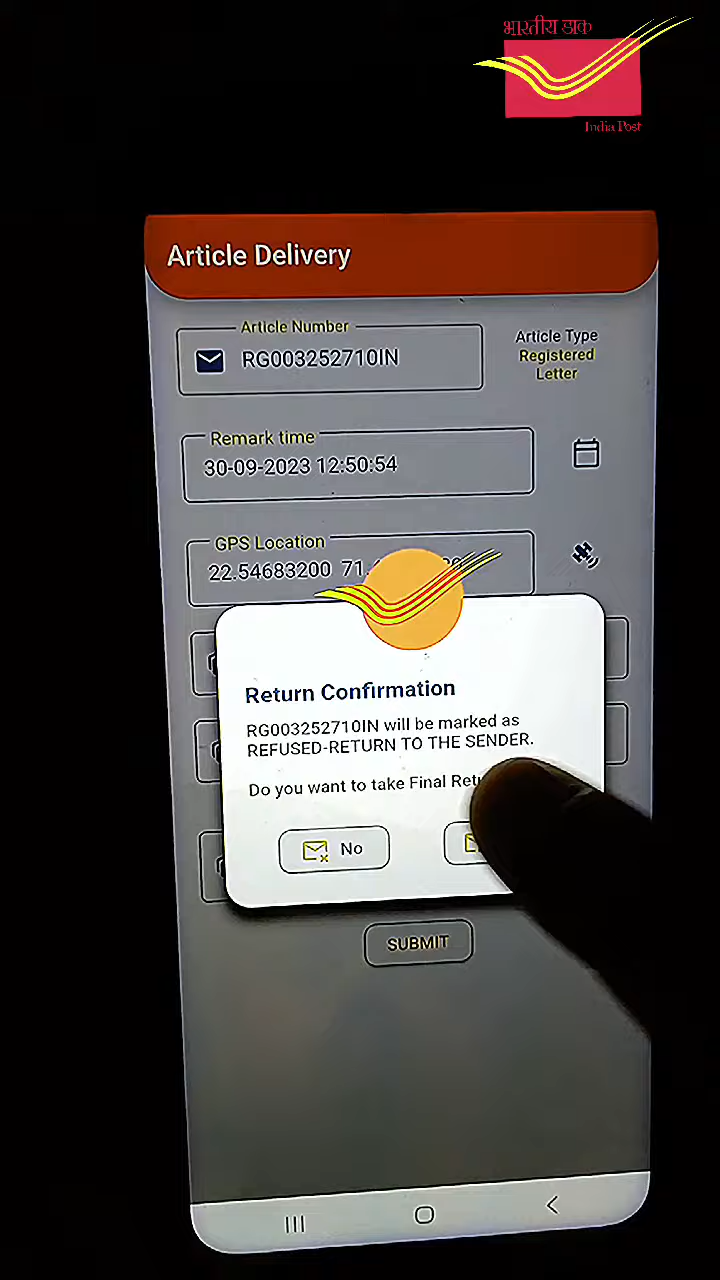 भारतीय डाक
India Post
Article Delivery
Article Number
RG003252710IN
Article Type
Registered
Letter
Remark time
30-09-2023 12:50:54
GPS Location
22.54683200 71.
Return Confirmation
RG003252710IN will be marked as
REFUSED-RETURN TO THE SENDER.
Do you want to take Final
No
SUBMIT